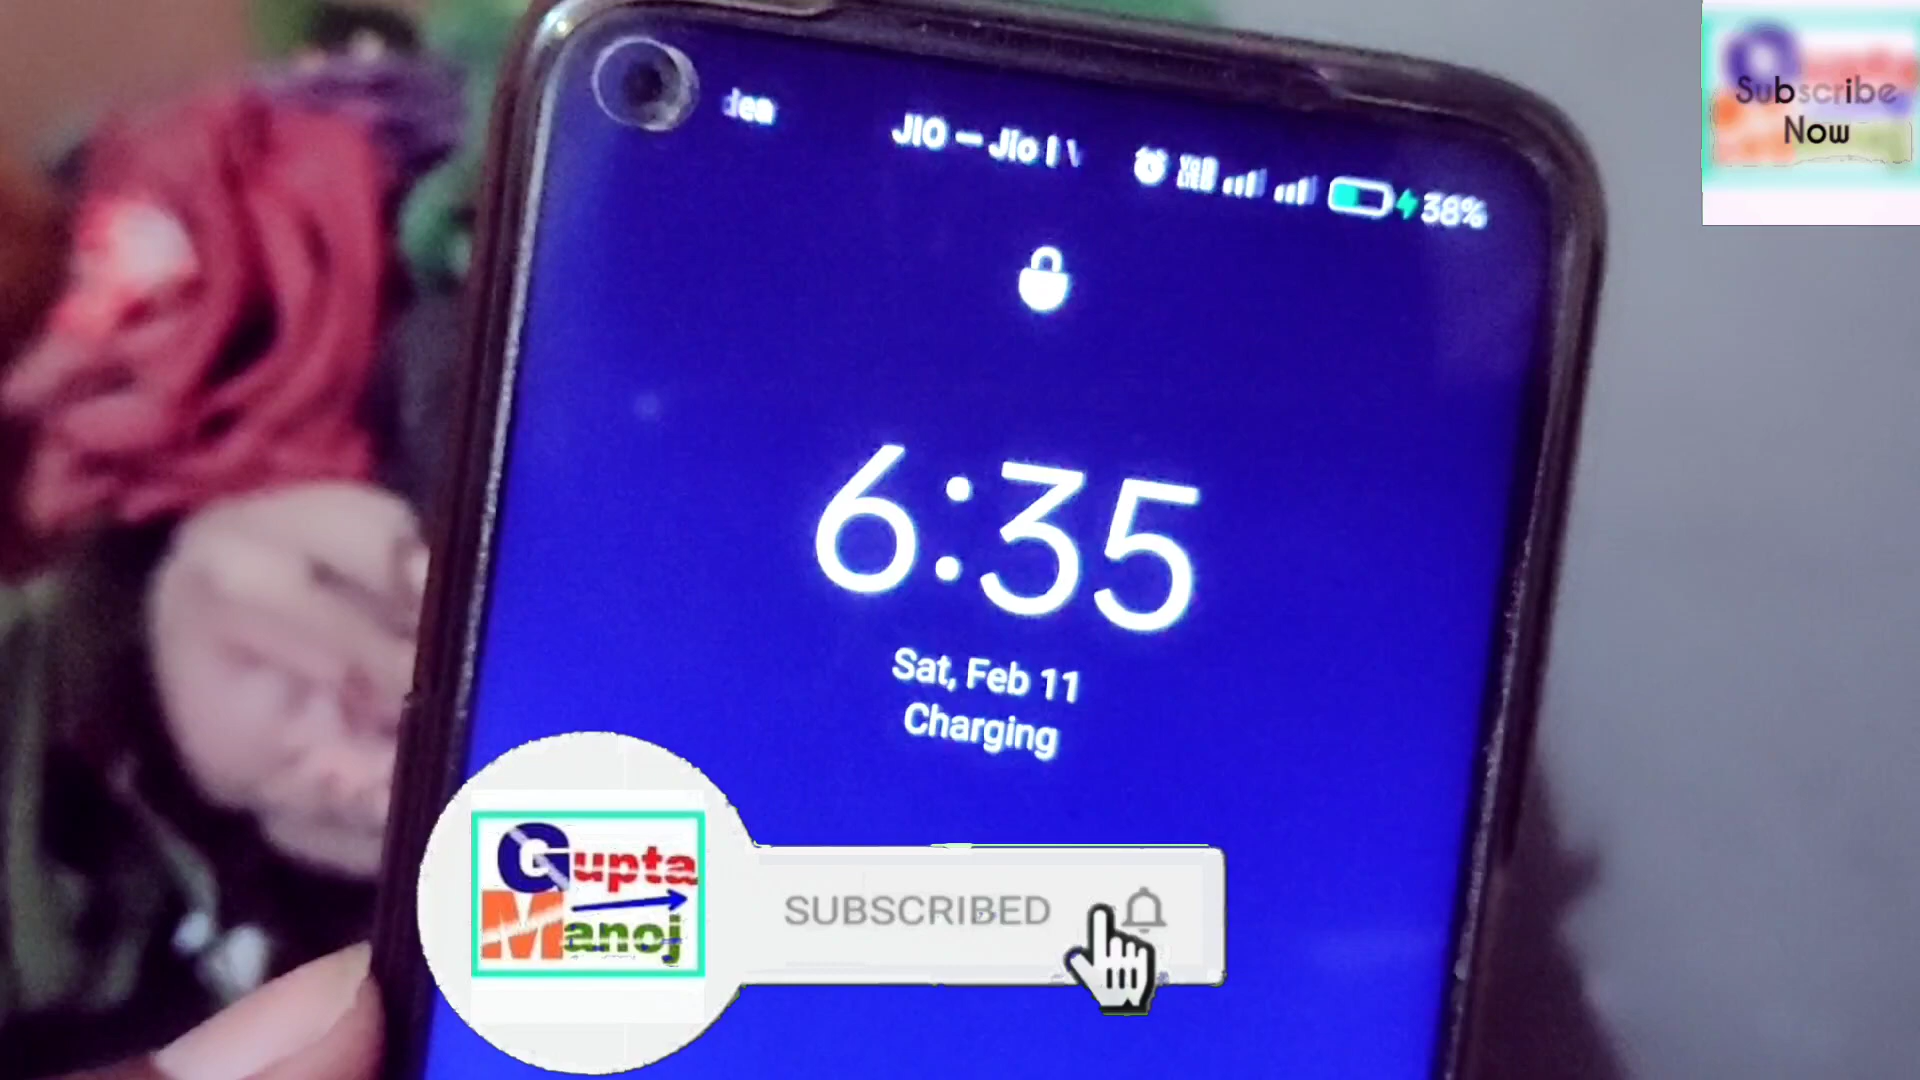 JIO — Jio |
38%
6:35
Sat, Feb 11
Charging
Gupta
Manoj
SUBSCRIBED
Subscribe
Now